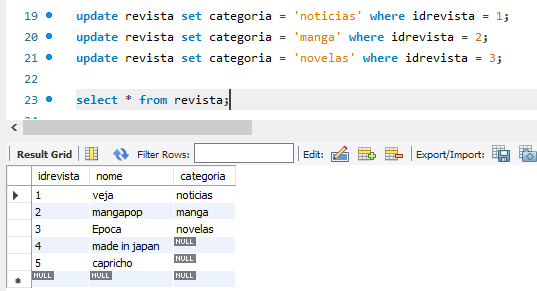 19 update revista set categoria = 'noticias' where idrevista = 1;
20 update revista set categoria = 'manga' where idrevista = 2;
21 update revista set categoria = 'novelas' where idrevista = 3;
22
23 select * from revista;
Result Grid Filter Rows: Edit: Export/Import:
idrevista nome categoria
1 veja noticias
2 mangapop manga
3 Epoca novelas
4 made in japan NULL
5 capricho NULL
NULL NULL NULL